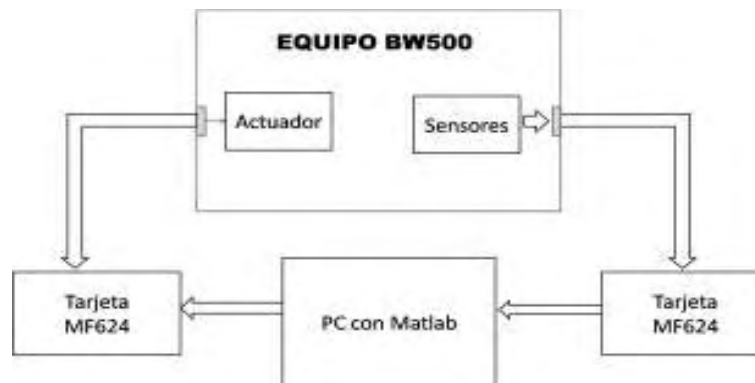 EQUIPO BW500
Actuador
Sensores
Tarjeta
MF624
PC con Matlab
Tarjeta
MF624